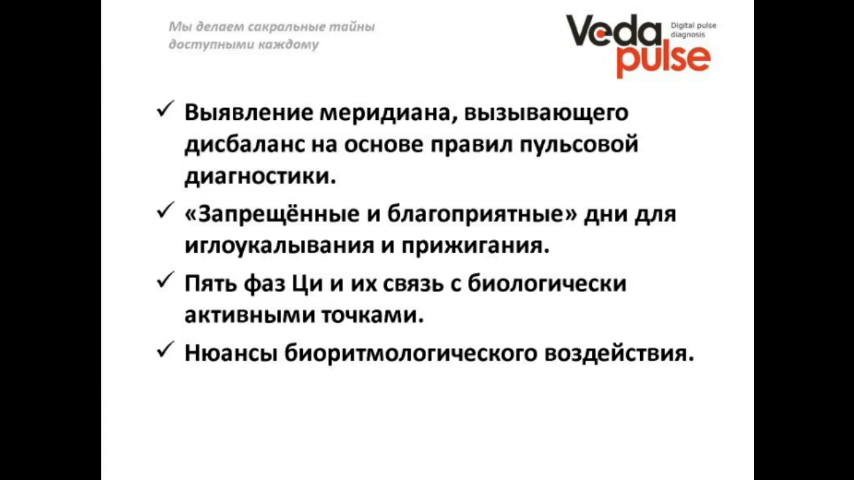 Мы делаем сакральные тайны
доступными каждому
Veda
pulse
Digital pulse
diagnosis
✓ Выявление меридиана, вызывающего
дисбаланс на основе правил пульсовой
диагностики.
✓ «Запрещённые и благоприятные» дни для
иглоукалывания и прижигания.
✓ Пять фаз Ци и их связь с биологически
активными точками.
✓ Нюансы биоритмологического воздействия.